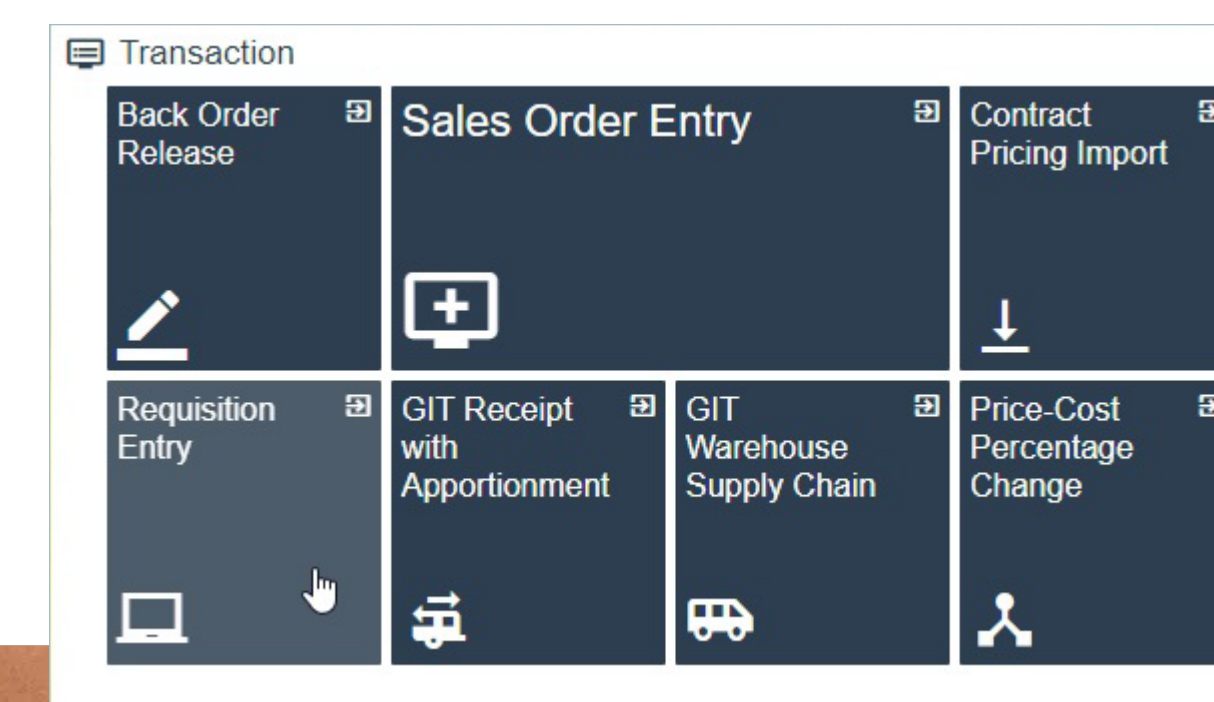 Transaction
Back Order
Release
Sales Order Entry
Contract
Pricing Import
Requisition
Entry
GIT Receipt
with
Apportionment
GIT
Warehouse
Supply Chain
Price-Cost
Percentage
Change